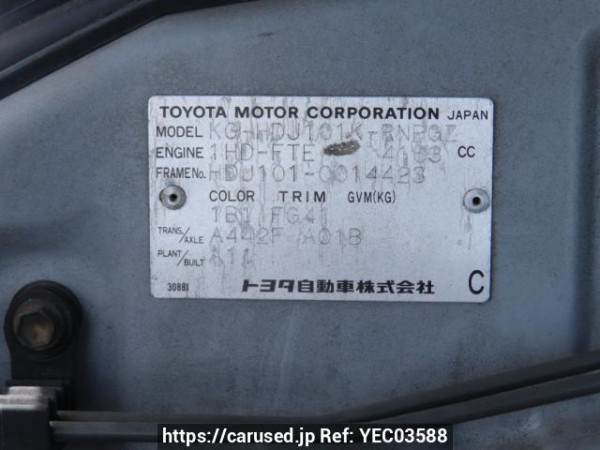 TOYOTA MOTOR CORPORATION JAPAN
MODEL KG-HDJ101K-GNPGZ
ENGINE 1HD-FTE 4163 CC
FRAME No. HDJ101-0014423
COLOR TRIM GVM(KG)
1B1 FG41
TRANS./AXLE A442F A01B
PLANT/BUILT A11
30881 トヨタ自動車株式会社 C
https://carused.jp Ref: YEC03588